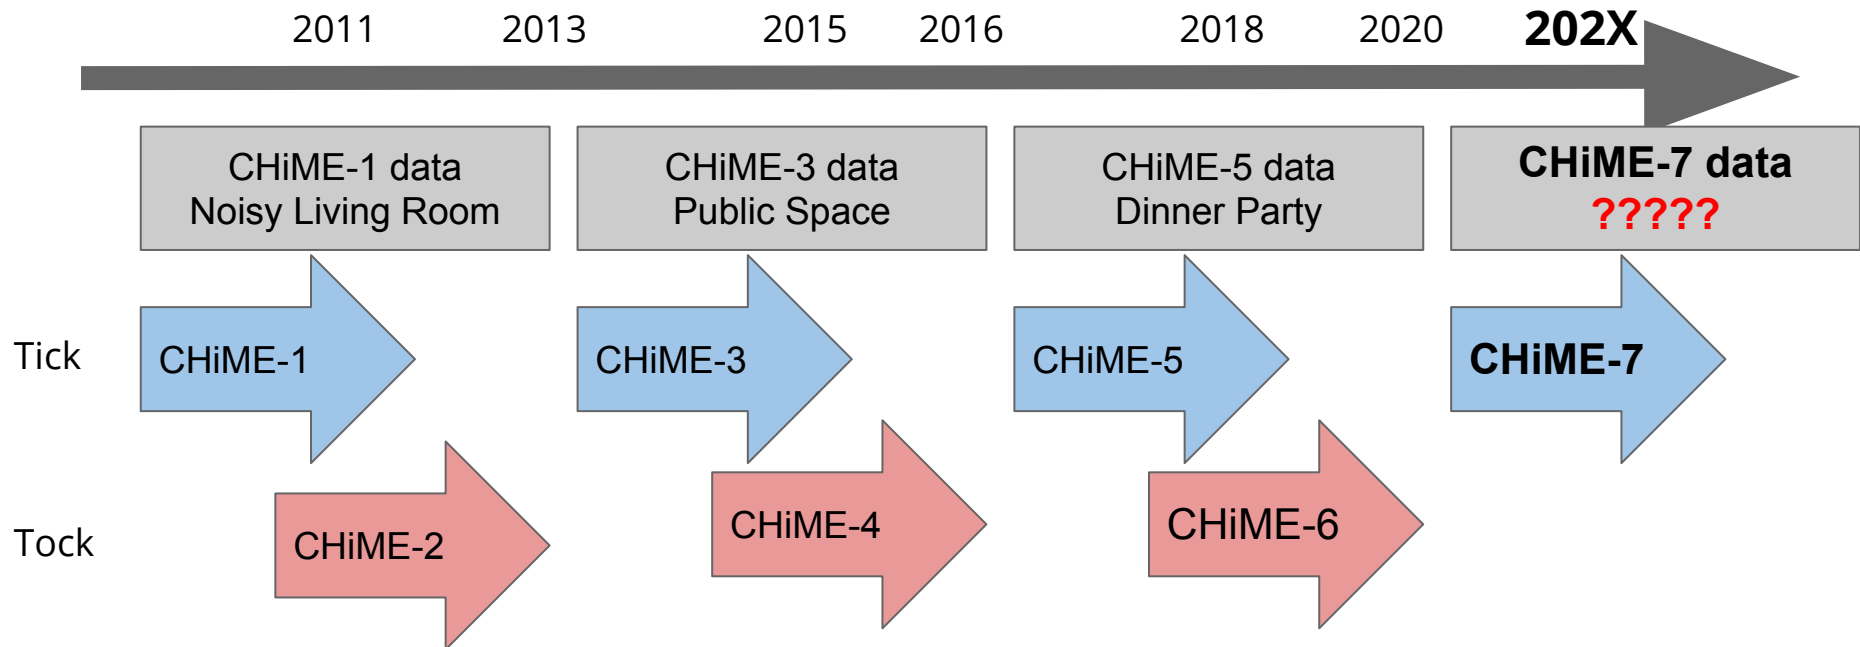 2011 2013 2015 2016 2018 2020 202X
CHiME-1 data
Noisy Living Room
CHiME-3 data
Public Space
CHiME-5 data
Dinner Party
CHiME-7 data
?????
Tick
CHiME-1
CHiME-3
CHiME-5
CHiME-7
Tock
CHiME-2
CHiME-4
CHiME-6